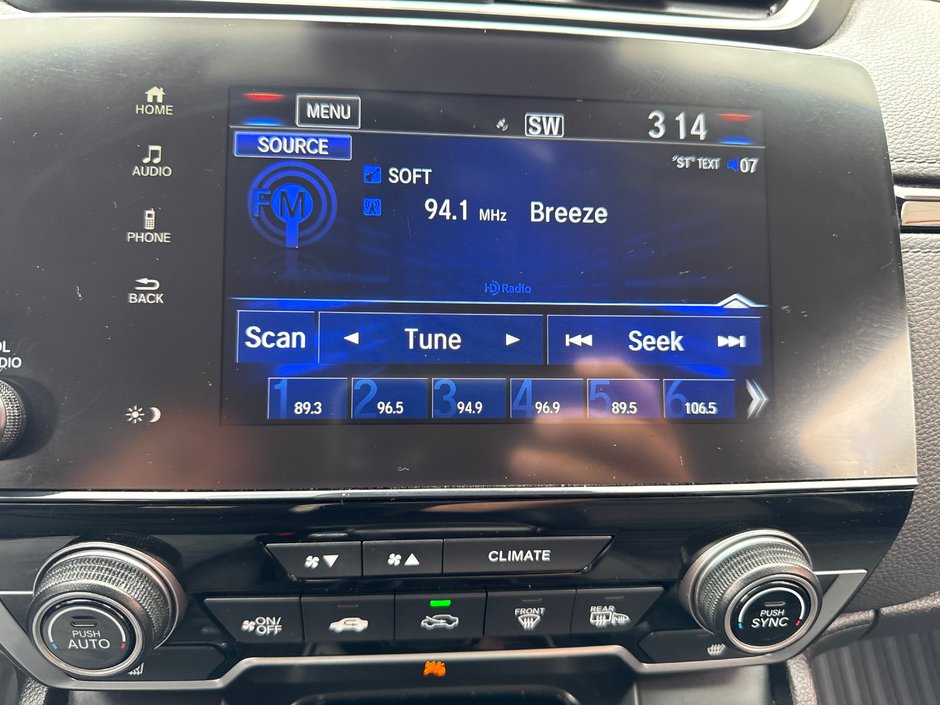 HOME
AUDIO
PHONE
BACK
MENU
SW
3 14
SOURCE
"ST" TEXT 07
FM
SOFT
94.1 MHz Breeze
HD Radio
Scan Tune Seek
1 89.3 2 96.5 3 94.9 4 96.9 5 89.5 6 106.5
CLIMATE
ON/OFF
FRONT
REAR
PUSH
AUTO
PUSH
SYNC